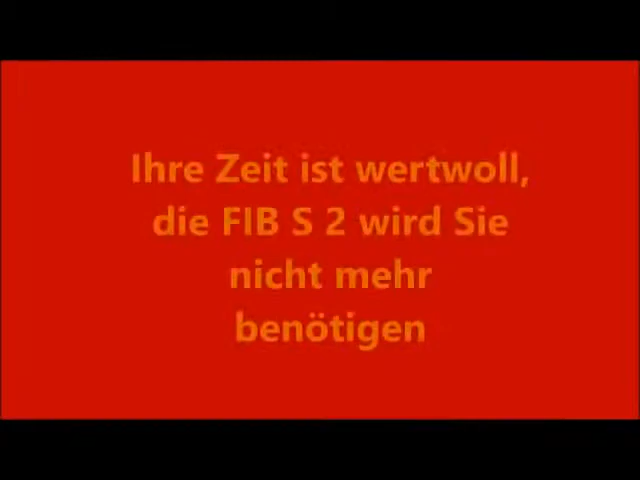 Ihre Zeit ist wertwoll,
die FIB S 2 wird Sie
nicht mehr
benötigen